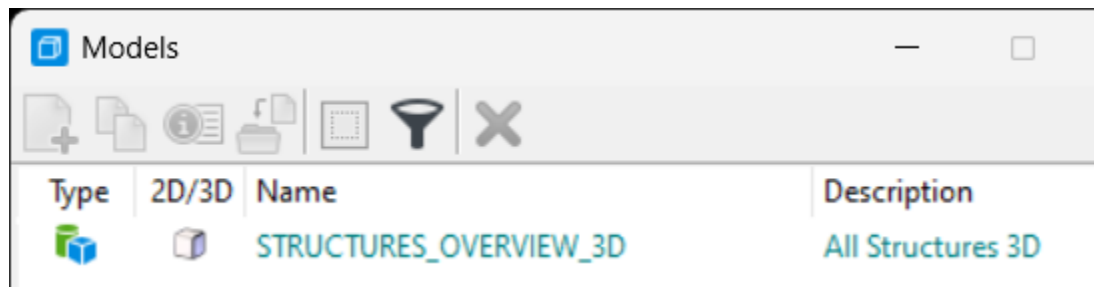 Models
Type 2D/3D Name Description
STRUCTURES_OVERVIEW_3D All Structures 3D